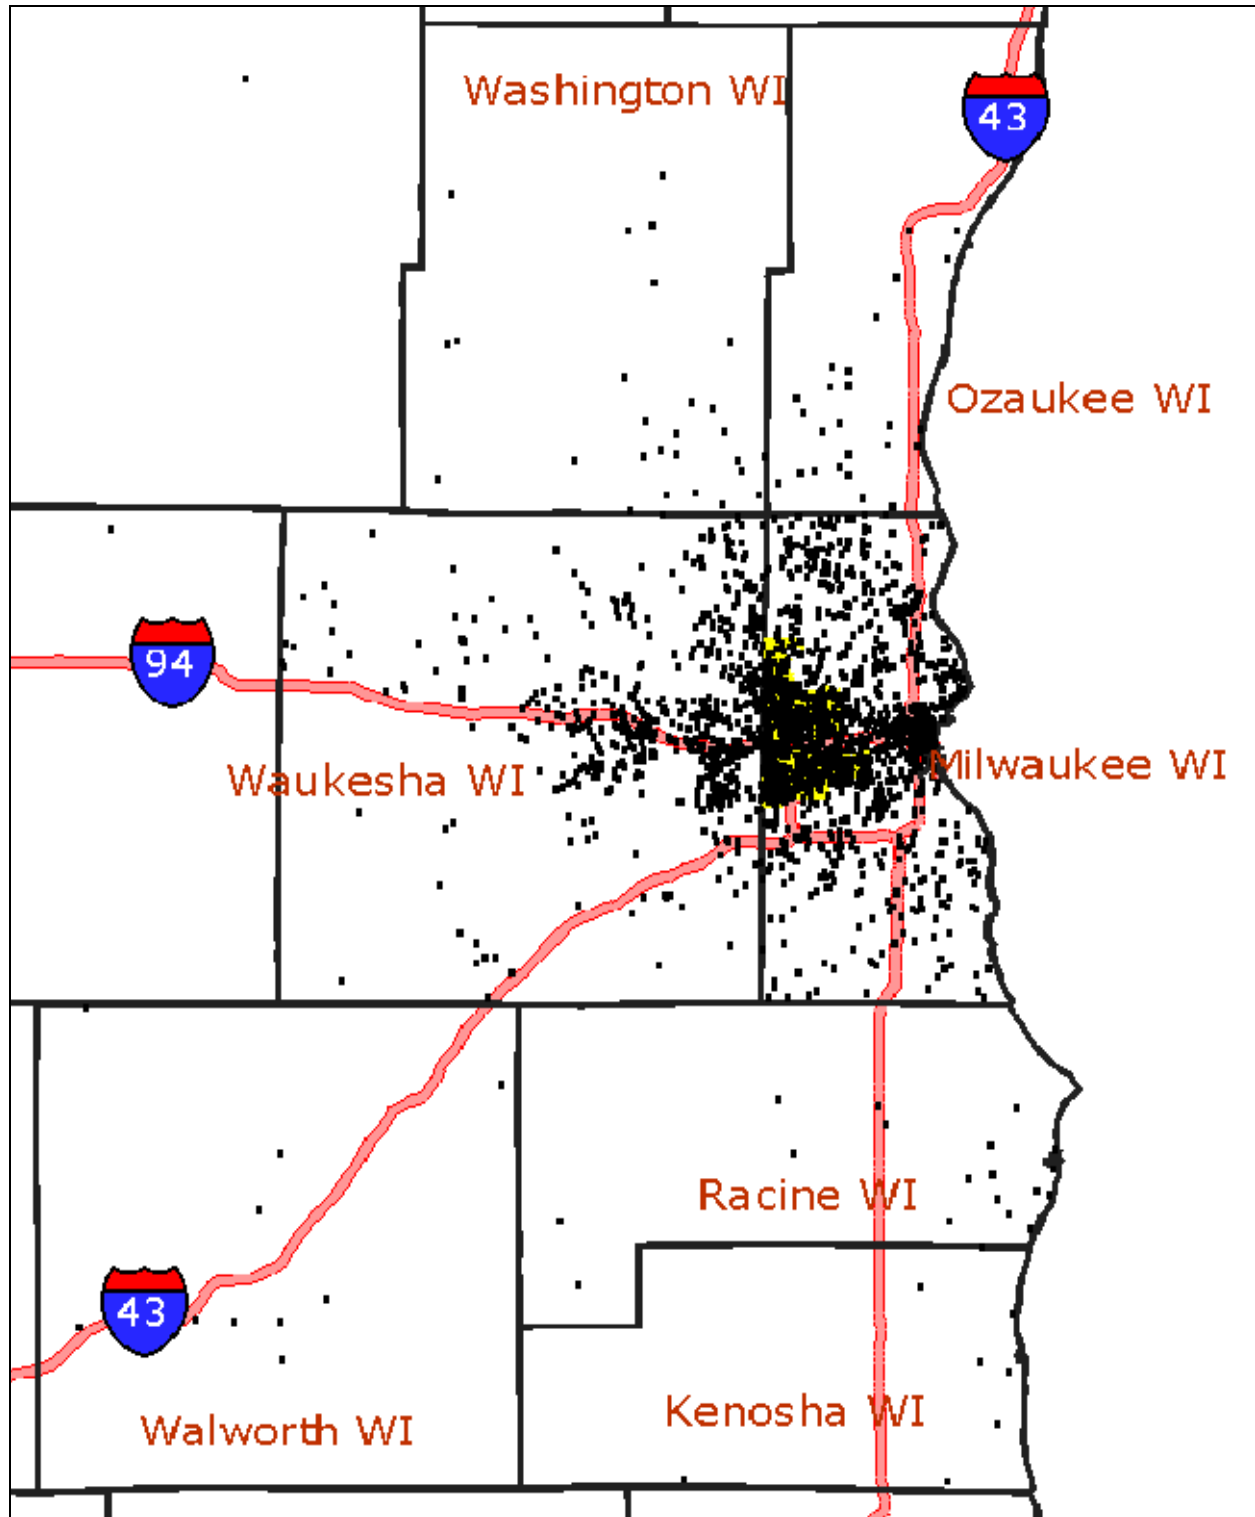 Washington WI
43
Ozaukee WI
94
Waukesha WI
Milwaukee WI
Racine WI
43
Kenosha WI
Walworth WI